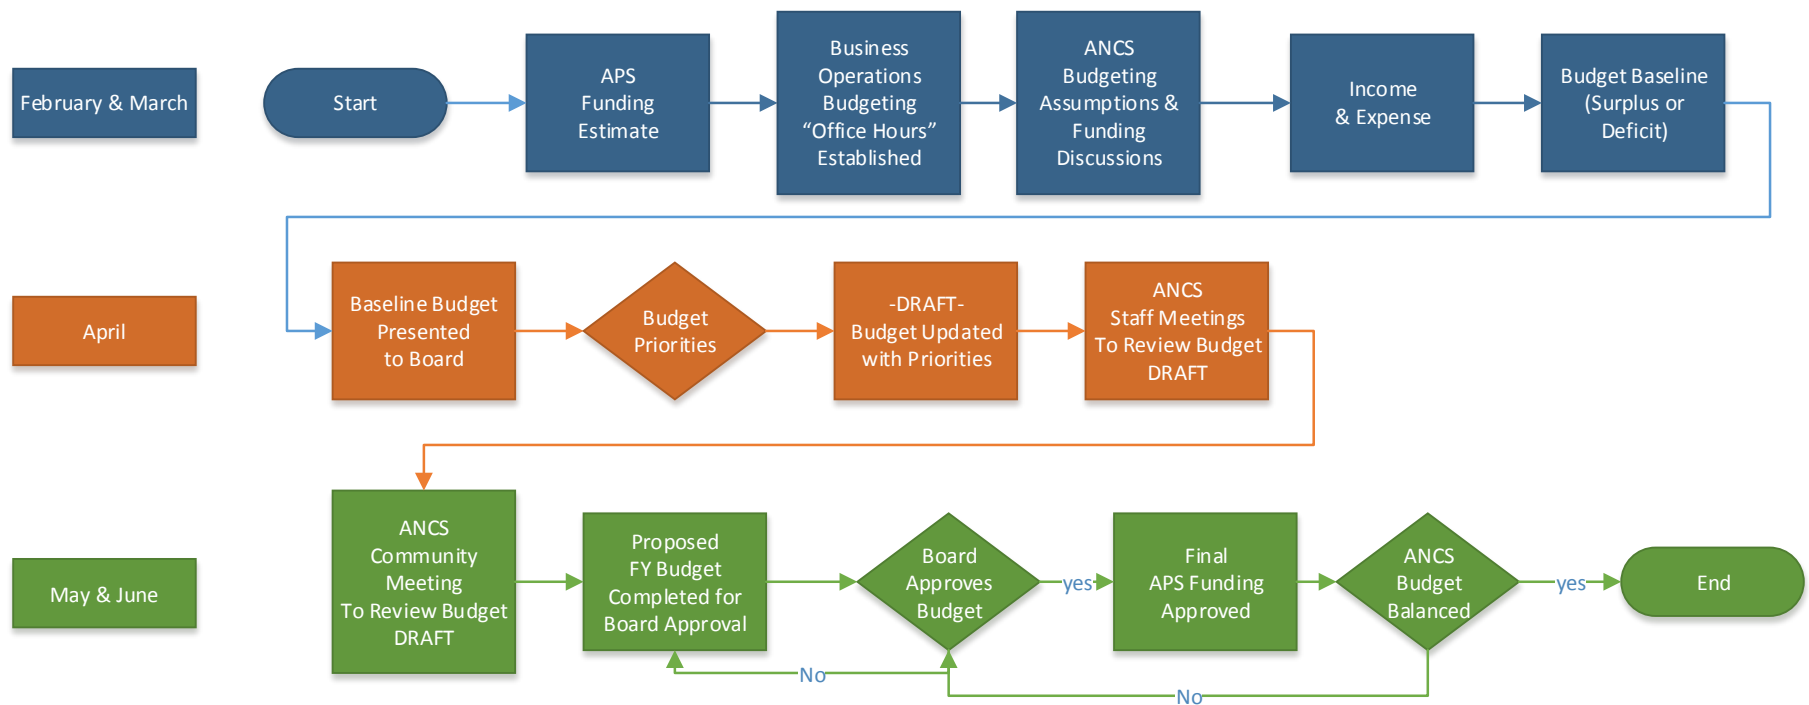 February & March
Start
APS
Funding
Estimate
Business
Operations
Budgeting
“Office Hours”
Established
ANCS
Budgeting
Assumptions &
Funding
Discussions
Income
& Expense
Budget Baseline
(Surplus or
Deficit)
April
Baseline Budget
Presented
to Board
Budget
Priorities
-DRAFT-
Budget Updated
with Priorities
ANCS
Staff Meetings
To Review Budget
DRAFT
May & June
ANCS
Community
Meeting
To Review Budget
DRAFT
Proposed
FY Budget
Completed for
Board Approval
Board
Approves
Budget
yes
Final
APS Funding
Approved
ANCS
Budget
Balanced
yes
End
No
No